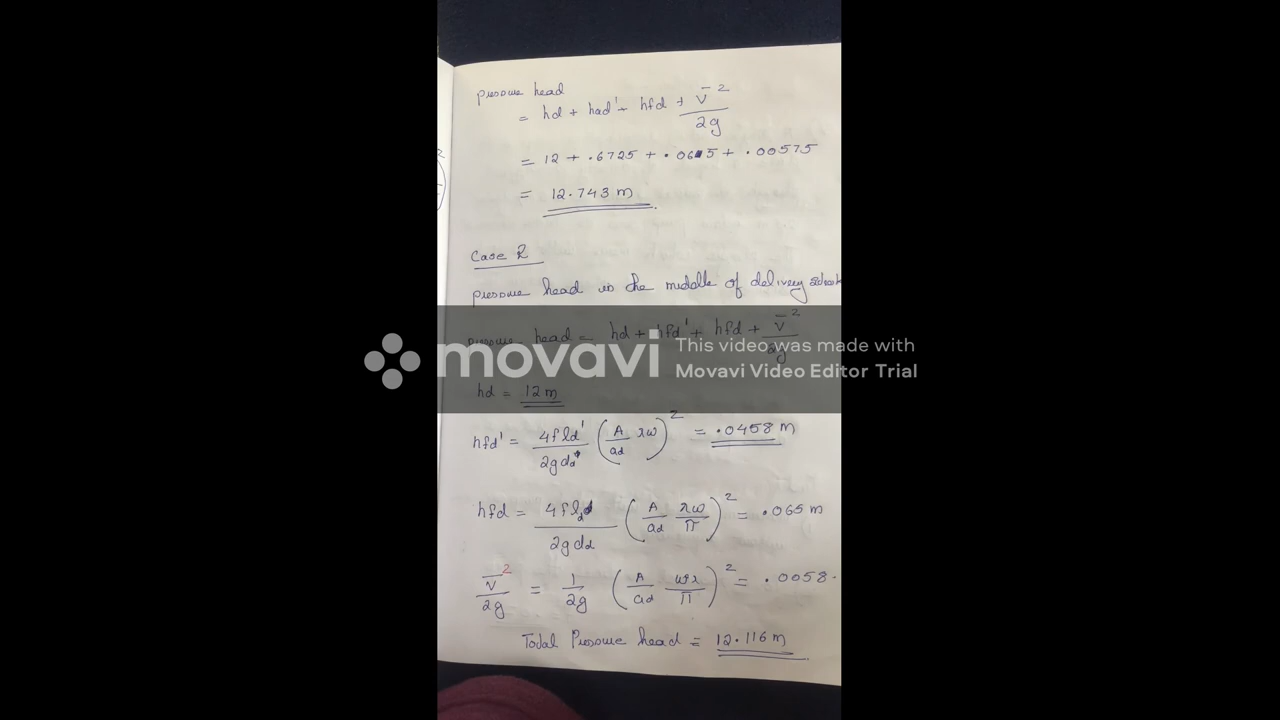 pressure head
= hd + had' + hfd + V̄²/2g
= 12 + .6725 + .0645 + .00575
= 12.743 m
Case 2
pressure head in the middle of delivery
pressure head = hd + hfd' + hfd + V̄²/2g
movavi
This video was made with
Movavi Video Editor Trial
hd = 12 m
hfd' = 4fld'/2gdd (A/ad rω)² = .0458 m
hfd = 4fld/2gdd (A/ad rω/π)² = .065 m
V̄²/2g = 1/2g (A/ad ωr/π)² = .0058
Total Pressure head = 12.116 m